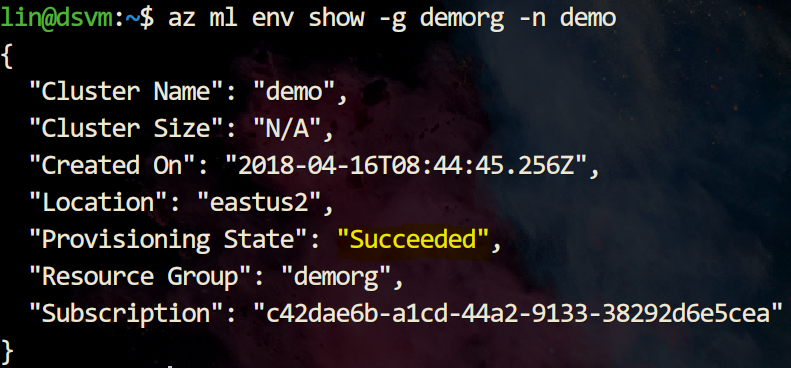 lin@dsvm:~$ az ml env show -g demorg -n demo
{
  "Cluster Name": "demo",
  "Cluster Size": "N/A",
  "Created On": "2018-04-16T08:44:45.256Z",
  "Location": "eastus2",
  "Provisioning State": "Succeeded",
  "Resource Group": "demorg",
  "Subscription": "c42dae6b-a1cd-44a2-9133-38292d6e5cea"
}